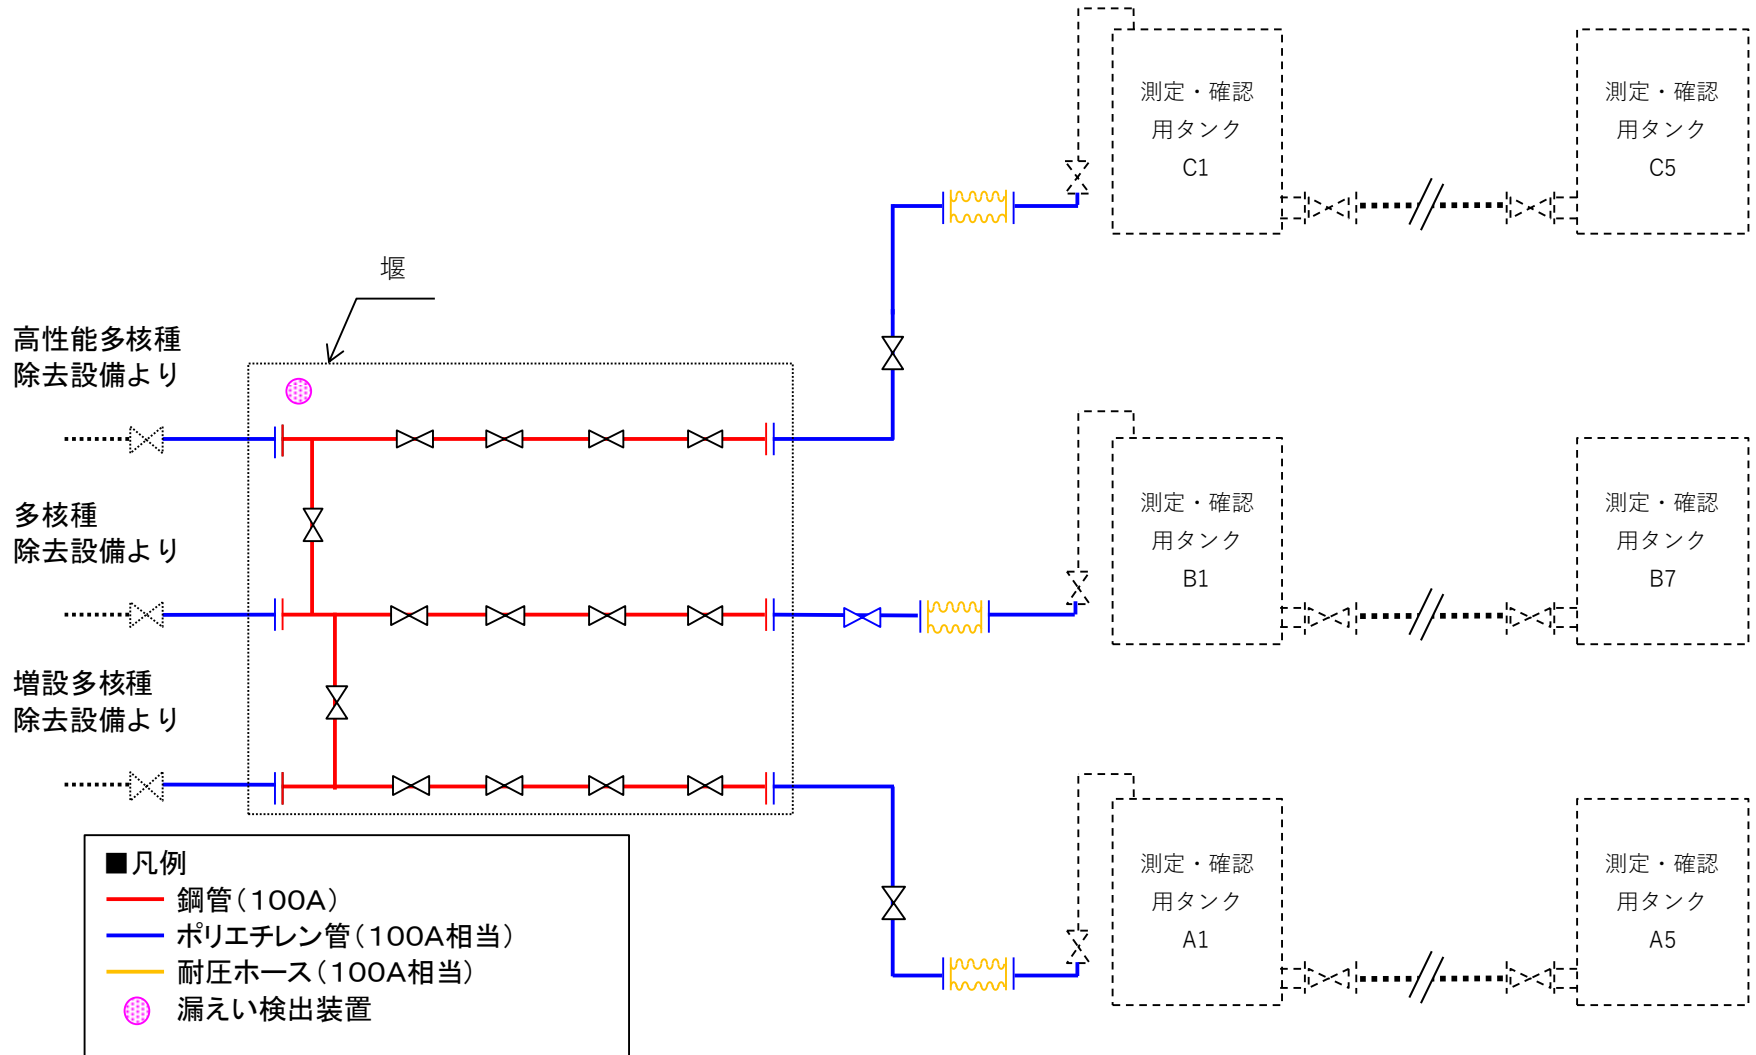 測定・確認
用タンク
C1
測定・確認
用タンク
C5
堰
高性能多核種
除去設備より
多核種
除去設備より
測定・確認
用タンク
B1
測定・確認
用タンク
B7
増設多核種
除去設備より
測定・確認
用タンク
A1
測定・確認
用タンク
A5
■凡例
鋼管（100A）
ポリエチレン管（100A相当）
耐圧ホース（100A相当）
漏えい検出装置